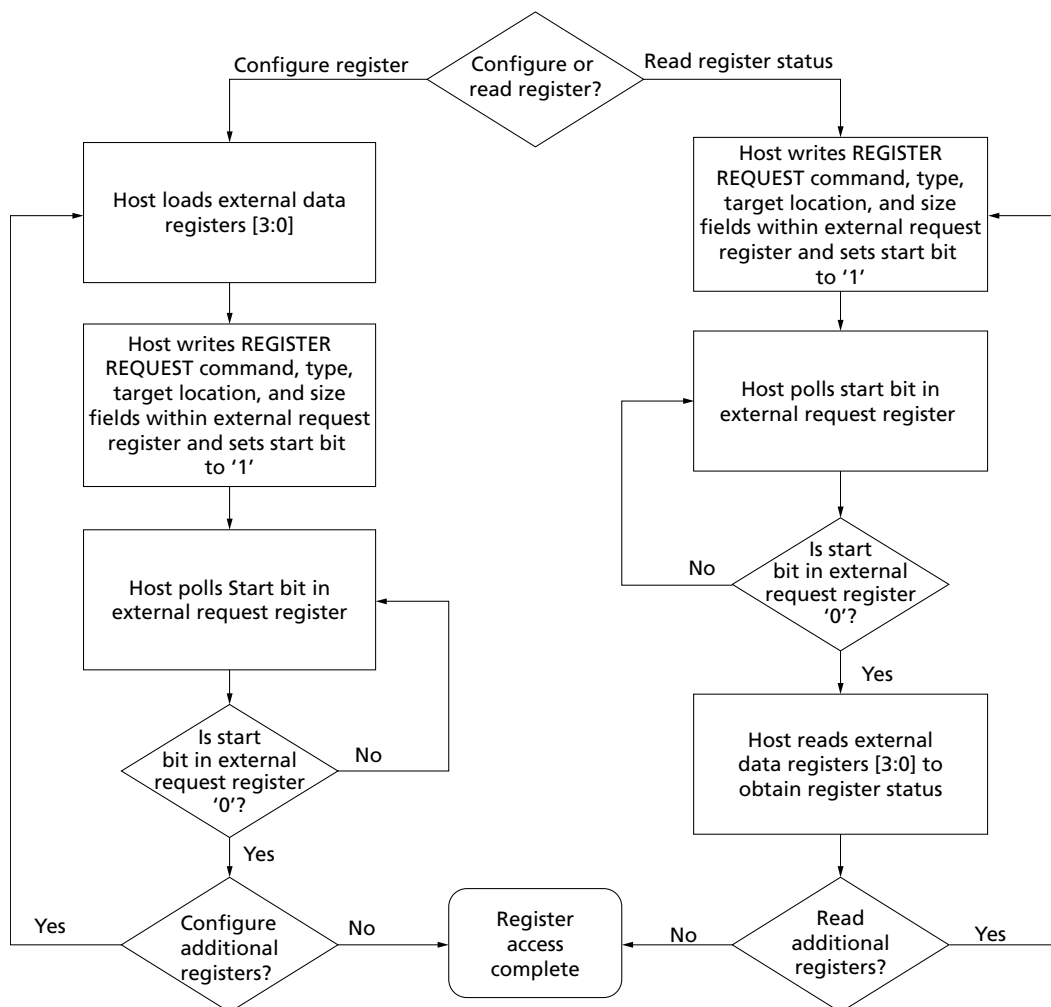 Configure register
Configure or
read register?
Read register status
Host loads external data
registers [3:0]
Host writes REGISTER
REQUEST command, type,
target location, and size
fields within external request
register and sets start bit
to ‘1’
Host polls Start bit in
external request register
Is start
bit in external
request register
‘0’?
No
Yes
Configure
additional
registers?
Yes
No
Host writes REGISTER
REQUEST command, type,
target location, and size
fields within external request
register and sets start bit
to ‘1’
Host polls start bit in
external request register
Is start
bit in external
request register
‘0’?
No
Yes
Host reads external
data registers [3:0] to
obtain register status
Read
additional
registers?
No
Yes
Register
access
complete